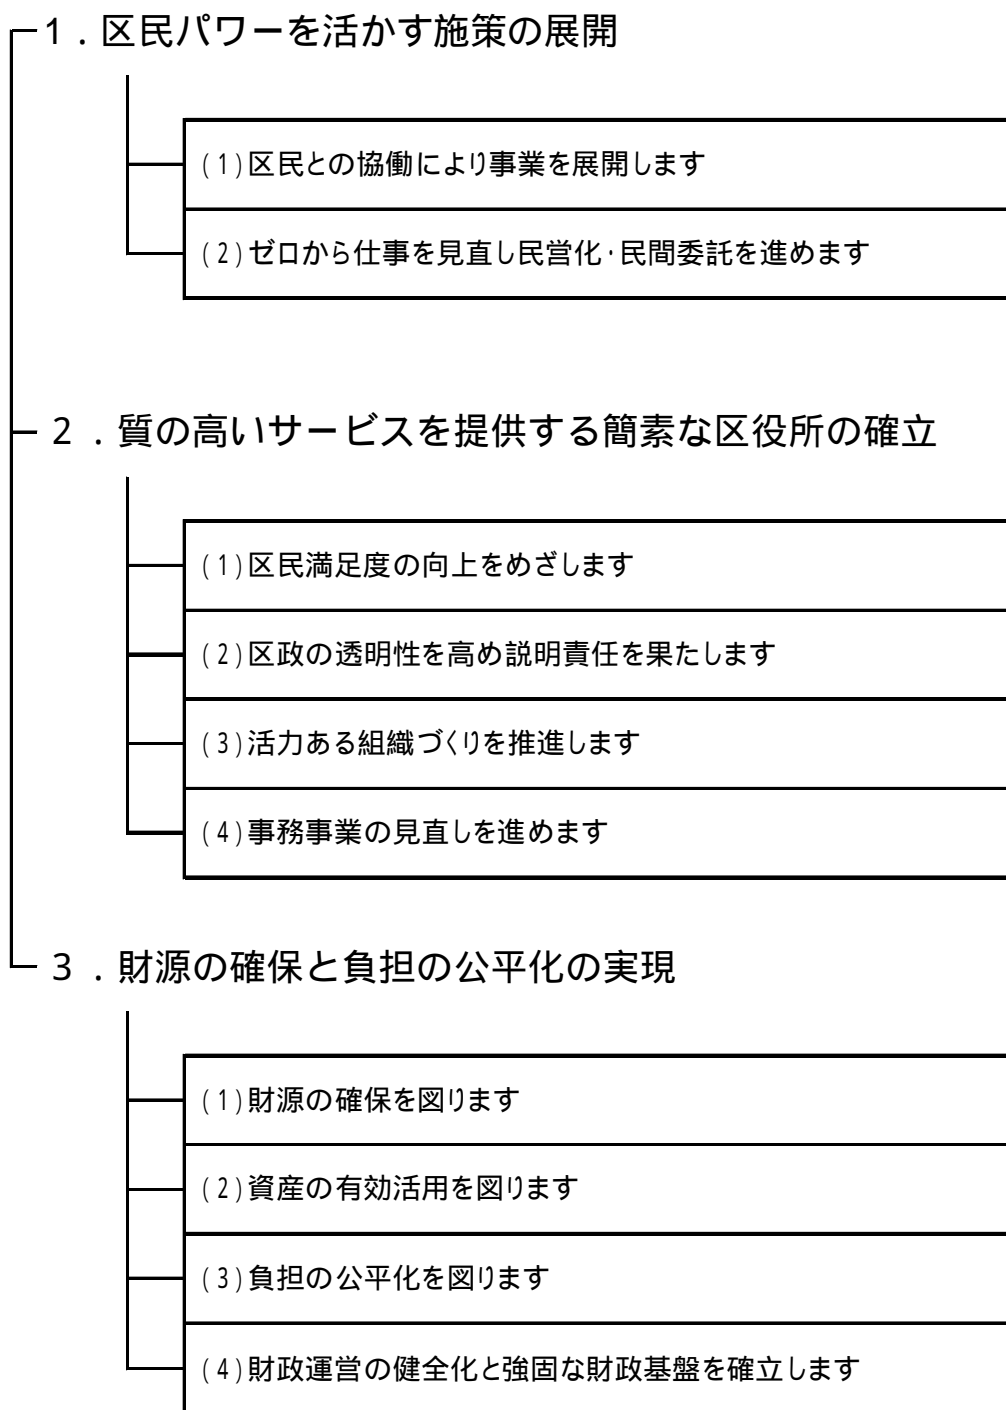 １．区民パワーを活かす施策の展開
(1)区民との協働により事業を展開します
(2)ゼロから仕事を見直し民営化･民間委託を進めます
２．質の高いサービスを提供する簡素な区役所の確立
(1)区民満足度の向上をめざします
(2)区政の透明性を高め説明責任を果たします
(3)活力ある組織づくりを推進します
(4)事務事業の見直しを進めます
３．財源の確保と負担の公平化の実現
(1)財源の確保を図ります
(2)資産の有効活用を図ります
(3)負担の公平化を図ります
(4)財政運営の健全化と強固な財政基盤を確立します